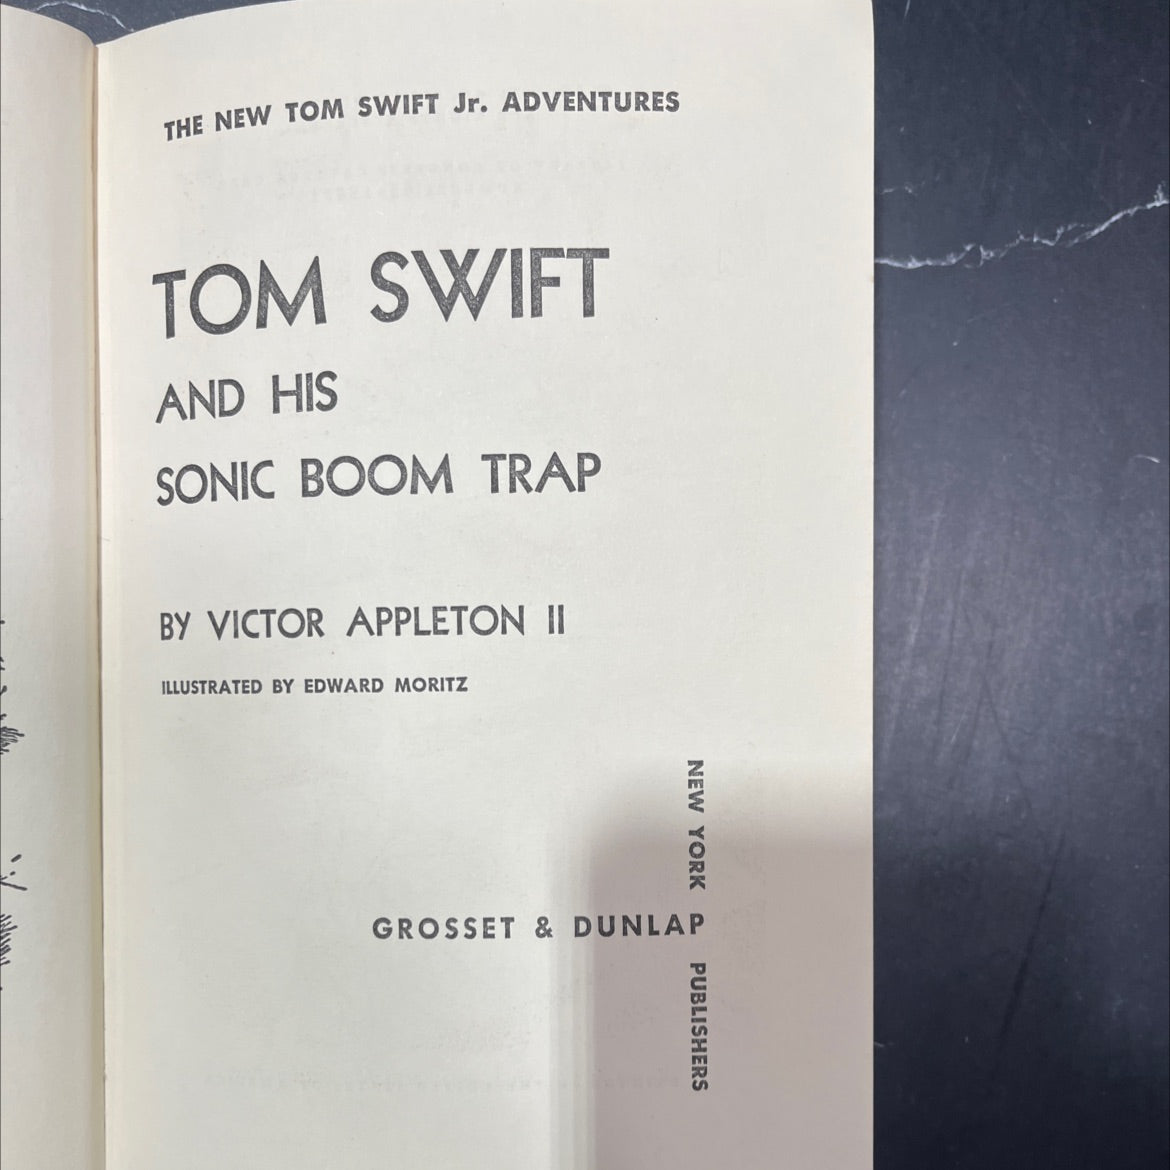 THE NEW TOM SWIFT Jr. ADVENTURES
TOM SWIFT
AND HIS
SONIC BOOM TRAP
BY VICTOR APPLETON II
ILLUSTRATED BY EDWARD MORITZ
GROSSET & DUNLAP
NEW YORK
PUBLISHERS